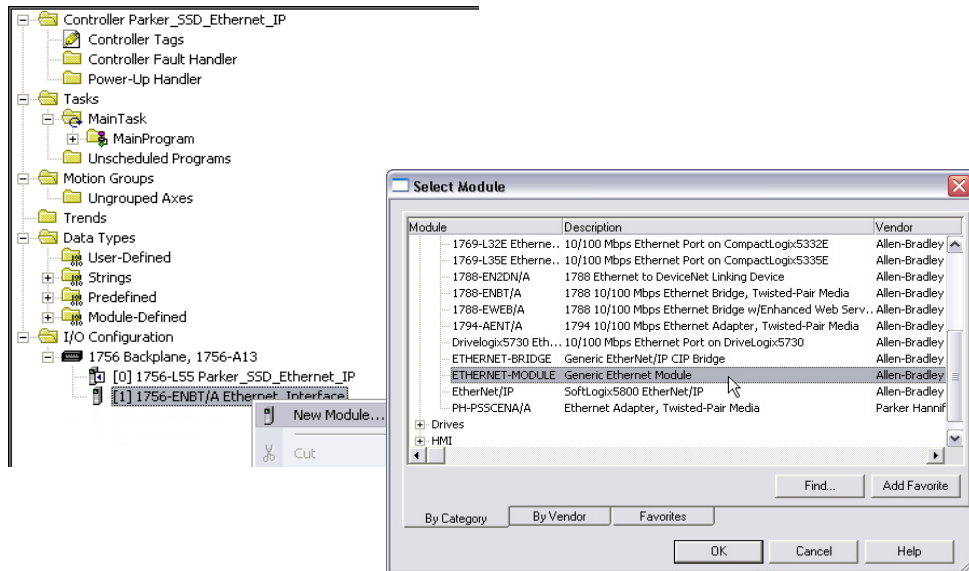 Controller Parker_SSD_Ethernet_IP
Controller Tags
Controller Fault Handler
Power-Up Handler
Tasks
MainTask
MainProgram
Unscheduled Programs
Motion Groups
Ungrouped Axes
Trends
Data Types
User-Defined
Strings
Predefined
Module-Defined
I/O Configuration
1756 Backplane, 1756-A13
[0] 1756-L55 Parker_SSD_Ethernet_IP
[1] 1756-ENBT/A Ethernet_Interface
New Module...
Cut
Select Module
Module Description Vendor
1769-L32E Etherne... 10/100 Mbps Ethernet Port on CompactLogix5332E Allen-Bradley
1769-L35E Etherne... 10/100 Mbps Ethernet Port on CompactLogix5335E Allen-Bradley
1788-EN2DN/A 1788 Ethernet to DeviceNet Linking Device Allen-Bradley
1788-ENBT/A 1788 10/100 Mbps Ethernet Bridge, Twisted-Pair Media Allen-Bradley
1788-EWEB/A 1788 10/100 Mbps Ethernet Bridge w/Enhanced Web Serv... Allen-Bradley
1794-AENT/A 1794 10/100 Mbps Ethernet Adapter, Twisted-Pair Media Allen-Bradley
Drivelogix5730 Eth... 10/100 Mbps Ethernet Port on DriveLogix5730 Allen-Bradley
ETHERNET-BRIDGE Generic EtherNet/IP CIP Bridge Allen-Bradley
ETHERNET-MODULE Generic Ethernet Module Allen-Bradley
EtherNet/IP SoftLogix5800 EtherNet/IP Allen-Bradley
PH-PSSCENA/A Ethernet Adapter, Twisted-Pair Media Parker Hannif
Drives
HMI
Find... Add Favorite
By Category By Vendor Favorites
OK Cancel Help